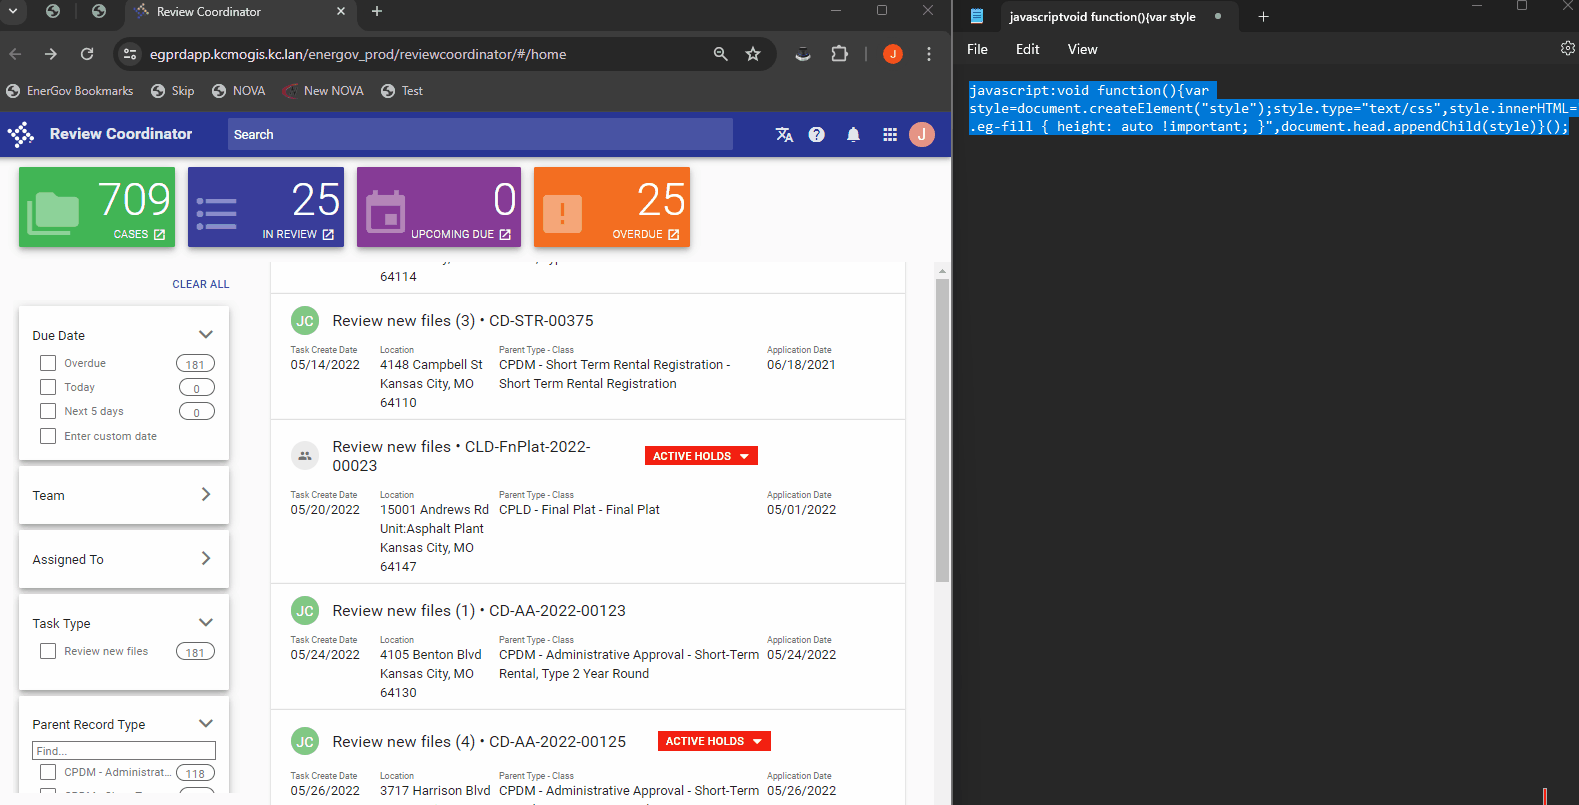 Review Coordinator
egprdapp.kcmogis.kc.lan/energov_prod/reviewcoordinator/#/home
J
EnerGov Bookmarks
Skip
NOVA
New NOVA
Test
Review Coordinator
Search
J
709
CASES
25
IN REVIEW
0
UPCOMING DUE
25
OVERDUE
CLEAR ALL
Due Date
Overdue 181
Today 0
Next 5 days 0
Enter custom date
Team
Assigned To
Task Type
Review new files 181
Parent Record Type
Find...
CPDM - Administrat... 118
64114
JC Review new files (3) • CD-STR-00375
Task Create Date Location Parent Type - Class Application Date
05/14/2022 4148 Campbell St CPDM - Short Term Rental Registration - 06/18/2021
Kansas City, MO Short Term Rental Registration
64110
Review new files • CLD-FnPlat-2022-
00023
ACTIVE HOLDS
Task Create Date Location Parent Type - Class Application Date
05/20/2022 15001 Andrews Rd CPLD - Final Plat - Final Plat 05/01/2022
Unit:Asphalt Plant
Kansas City, MO
64147
JC Review new files (1) • CD-AA-2022-00123
Task Create Date Location Parent Type - Class Application Date
05/24/2022 4105 Benton Blvd CPDM - Administrative Approval - Short-Term 05/24/2022
Kansas City, MO Rental, Type 2 Year Round
64130
JC Review new files (4) • CD-AA-2022-00125 ACTIVE HOLDS
Task Create Date Location Parent Type - Class Application Date
05/26/2022 3717 Harrison Blvd CPDM - Administrative Approval - Short-Term 05/26/2022
javascriptvoid function(){var style
File Edit View
javascript:void function(){var
style=document.createElement("style");style.type="text/css",style.innerHTML=
.eg-fill { height: auto !important; }",document.head.appendChild(style)}();